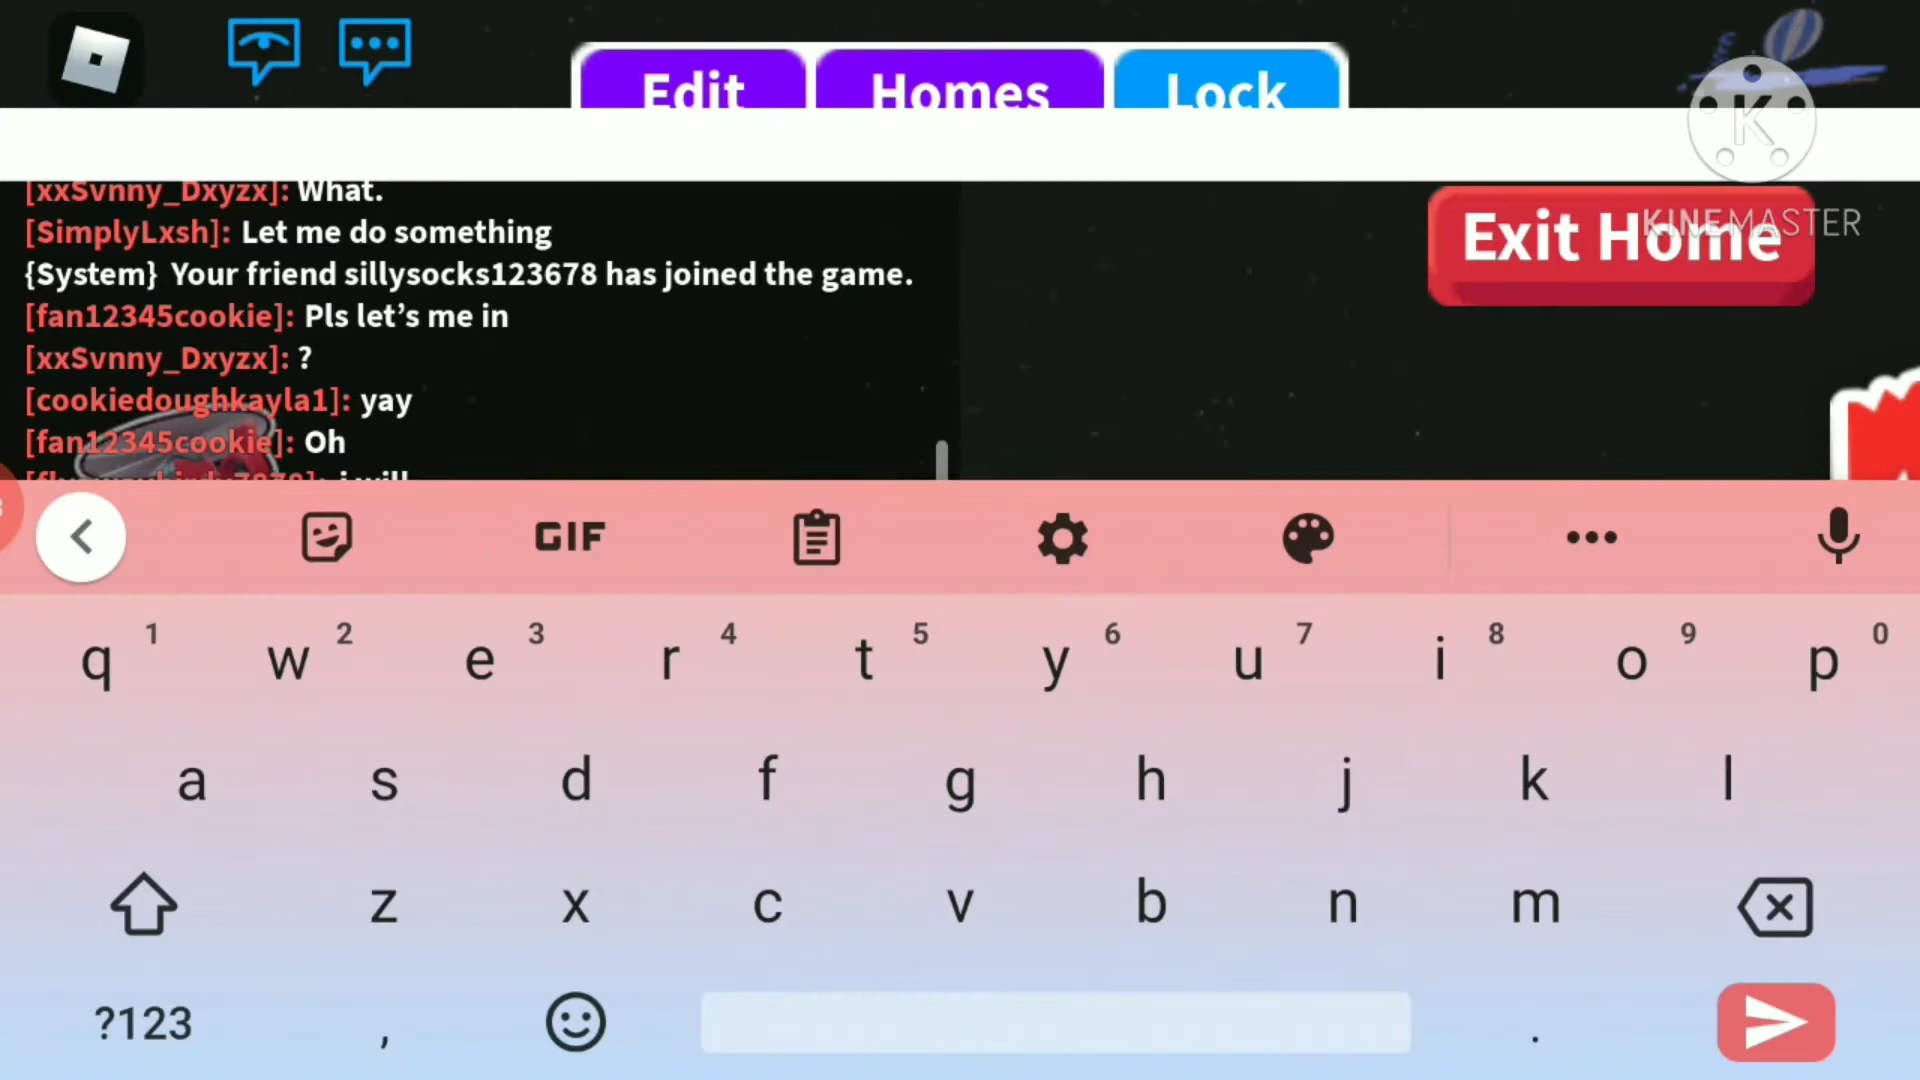 Edit Homes Lock
K
KINEMASTER
Exit Home
[xxSvnny_Dxyzx]: What.
[SimplyLxsh]: Let me do something
{System} Your friend sillysocks123678 has joined the game.
[fan12345cookie]: Pls let’s me in
[xxSvnny_Dxyzx]: ?
[cookiedoughkayla1]: yay
[fan12345cookie]: Oh
i will
GIF
1 2 3 4 5 6 7 8 9 0
q w e r t y u i o p
a s d f g h j k l
z x c v b n m
?123 , .